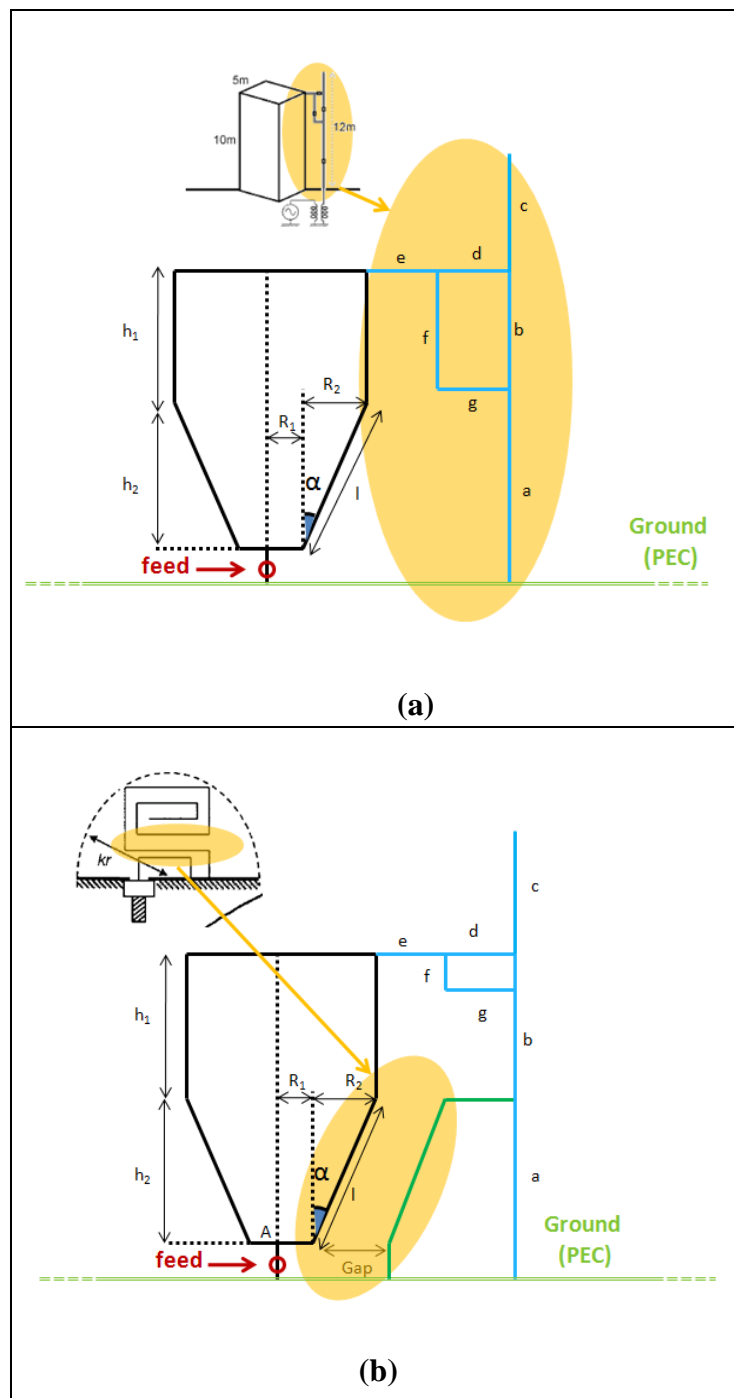 5m
10m
12m
c
e d
h₁
f b
R₂
R₁
g
h₂
α
l
a
Ground
(PEC)
feed
(a)
kr
c
e d
f
h₁
g
b
R₁ R₂
h₂
α
l
a
A
Ground
(PEC)
feed
Gap
(b)